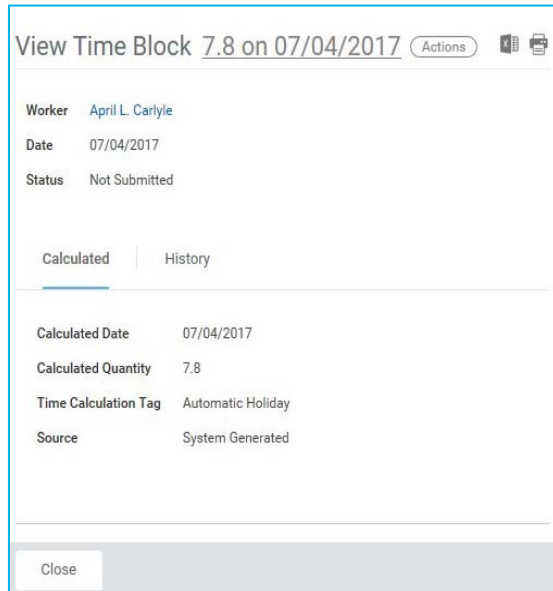 View Time Block 7.8 on 07/04/2017 Actions
Worker April L. Carlyle
Date 07/04/2017
Status Not Submitted
Calculated History
Calculated Date 07/04/2017
Calculated Quantity 7.8
Time Calculation Tag Automatic Holiday
Source System Generated
Close